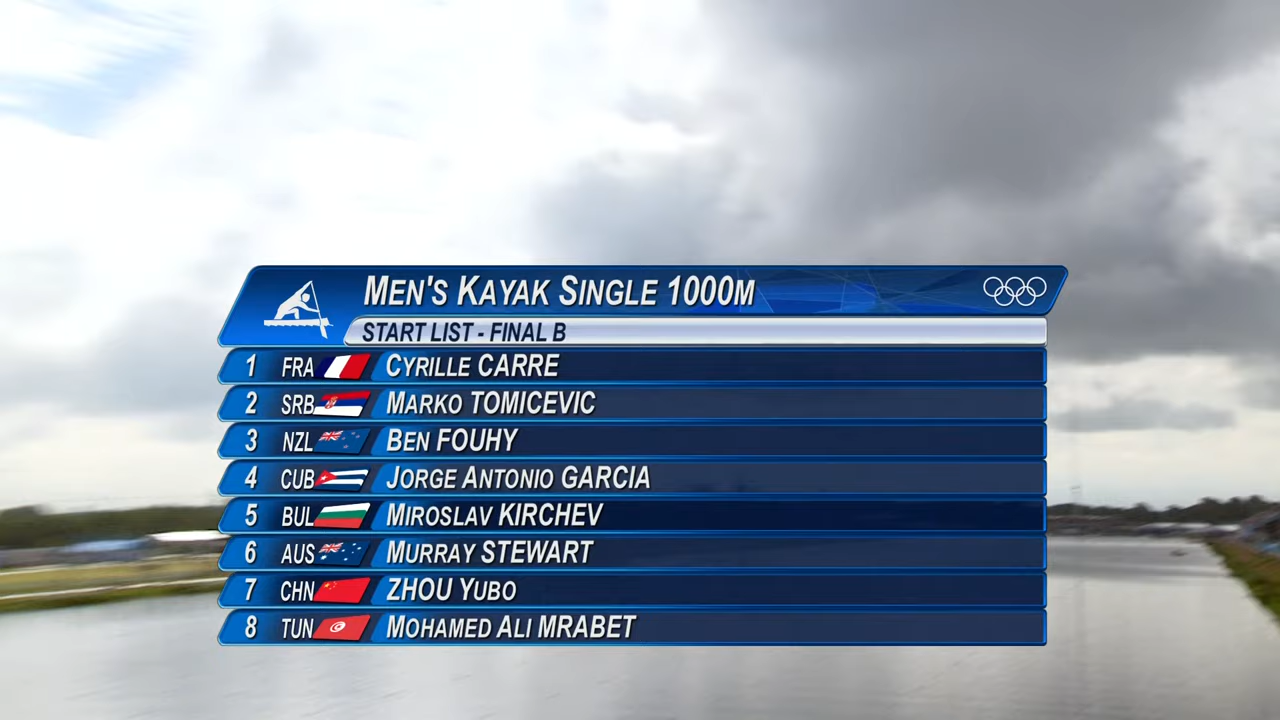 MEN'S KAYAK SINGLE 1000M
START LIST - FINAL B
1 FRA CYRILLE CARRE
2 SRB MARKO TOMICEVIC
3 NZL BEN FOUHY
4 CUB JORGE ANTONIO GARCIA
5 BUL MIROSLAV KIRCHEV
6 AUS MURRAY STEWART
7 CHN ZHOU YUBO
8 TUN MOHAMED ALI MRABET